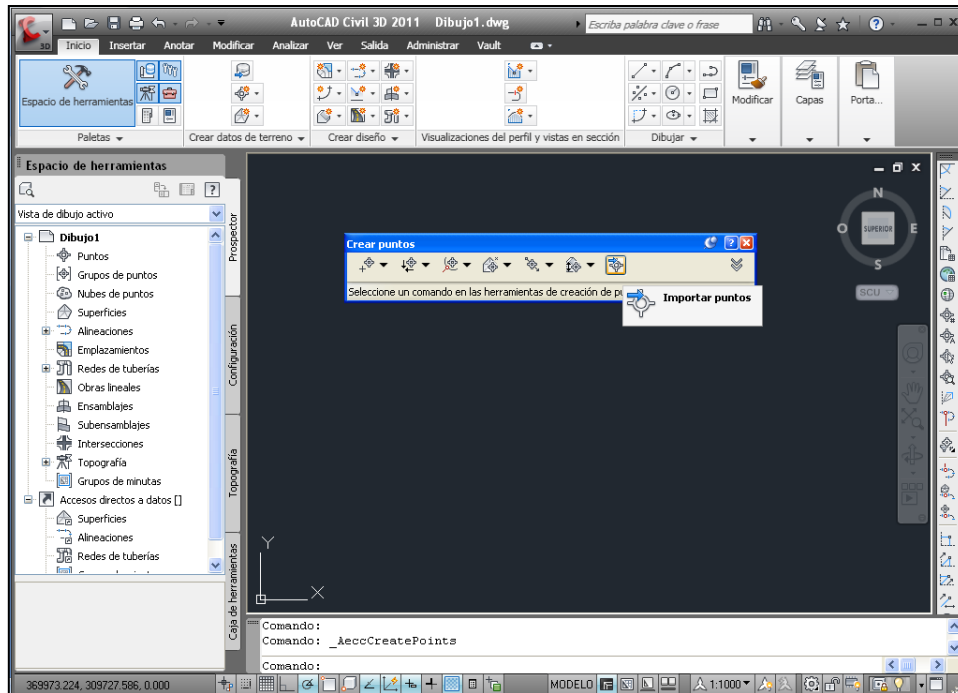 AutoCAD Civil 3D 2011 Dibujo1.dwg
Escriba palabra clave o frase
3D
Inicio Insertar Anotar Modificar Analizar Ver Salida Administrar Vault
Espacio de herramientas
Modificar
Capas
Porta...
Paletas
Crear datos de terreno
Crear diseño
Visualizaciones del perfil y vistas en sección
Dibujar
Espacio de herramientas
Vista de dibujo activo
Dibujo1
Puntos
Grupos de puntos
Nubes de puntos
Superficies
Alineaciones
Emplazamientos
Redes de tuberías
Obras lineales
Ensamblajes
Subensamblajes
Intersecciones
Topografía
Grupos de minutas
Accesos directos a datos []
Superficies
Alineaciones
Redes de tuberías
Prospector
Configuración
Topografía
Caja de herramientas
Crear puntos
Seleccione un comando en las herramientas de creación de
Importar puntos
N
O
SUPERIOR
E
S
SCU
Y
X
Comando:
Comando: _AeccCreatePoints
Comando:
369973.224, 309727.586, 0.000
MODELO
1:1000